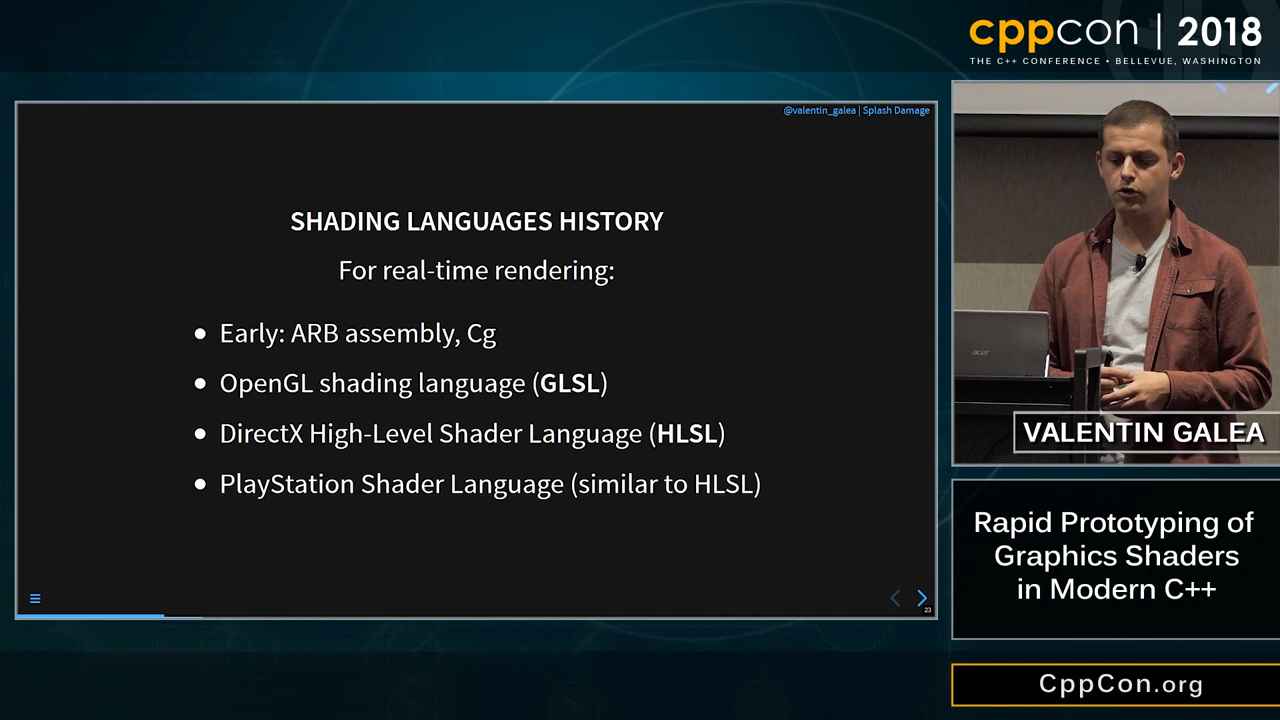 cppcon | 2018
THE C++ CONFERENCE • BELLEVUE, WASHINGTON
@valentin_galea | Splash Damage
SHADING LANGUAGES HISTORY
For real-time rendering:
• Early: ARB assembly, Cg
• OpenGL shading language (GLSL)
• DirectX High-Level Shader Language (HLSL)
• PlayStation Shader Language (similar to HLSL)
23
acer
VALENTIN GALEA
Rapid Prototyping of
Graphics Shaders
in Modern C++
CppCon.org